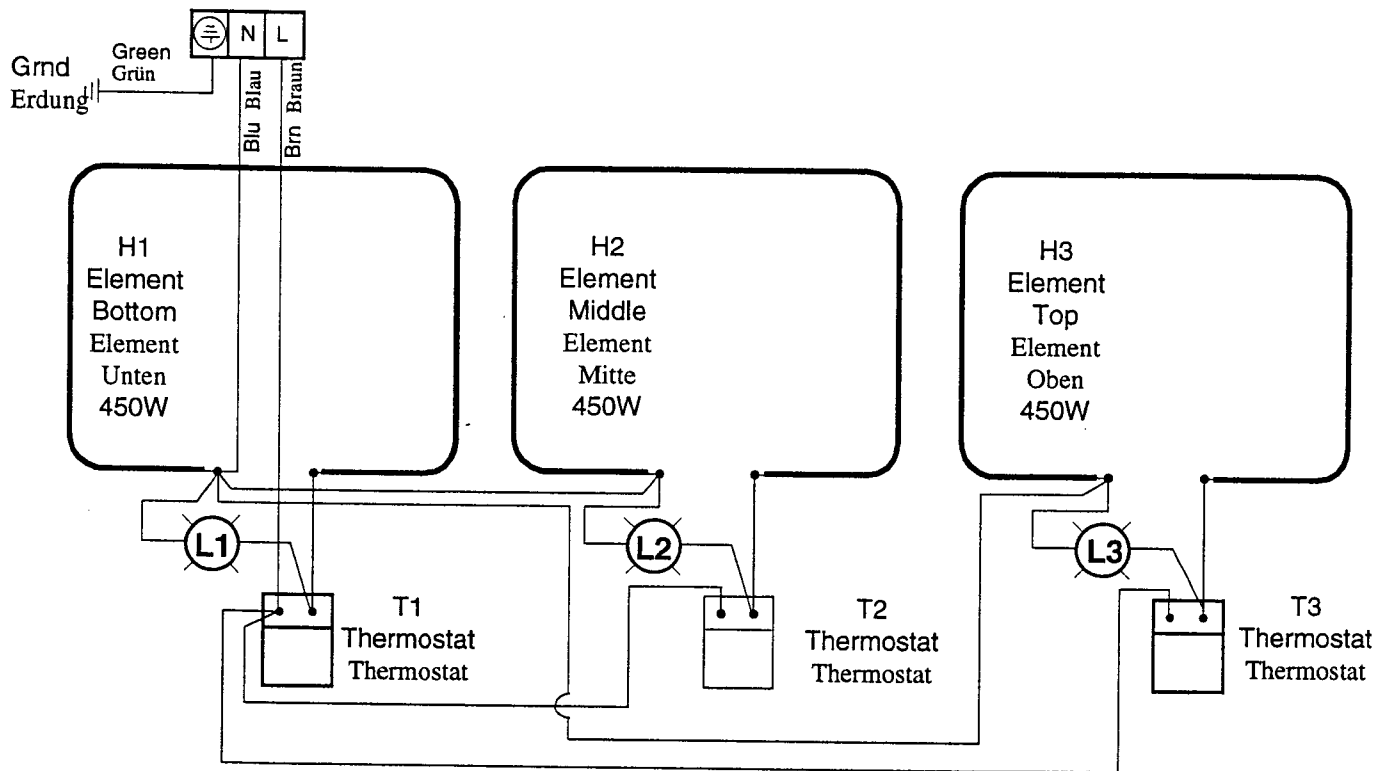 N L
Green
Grün
Grnd
Erdung
Blu Blau
Brn Braun
H1
Element
Bottom
Element
Unten
450W
H2
Element
Middle
Element
Mitte
450W
H3
Element
Top
Element
Oben
450W
L1
L2
L3
T1
Thermostat
Thermostat
T2
Thermostat
Thermostat
T3
Thermostat
Thermostat